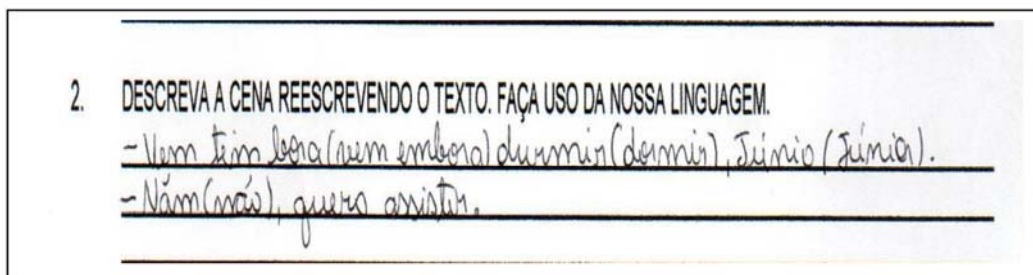 2. DESCREVA A CENA REESCREVENDO O TEXTO. FAÇA USO DA NOSSA LINGUAGEM.
- Vem tim bora (vem embora) durmir (dormir), Júnio (Júnior).
- Nãm (não), quero assistir.